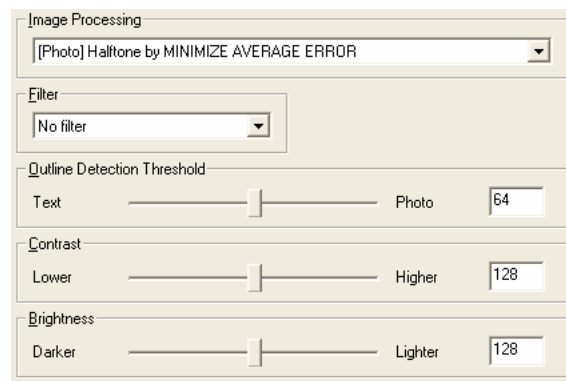 Image Processing
[Photo] Halftone by MINIMIZE AVERAGE ERROR
Filter
No filter
Outline Detection Threshold
Text Photo 64
Contrast
Lower Higher 128
Brightness
Darker Lighter 128